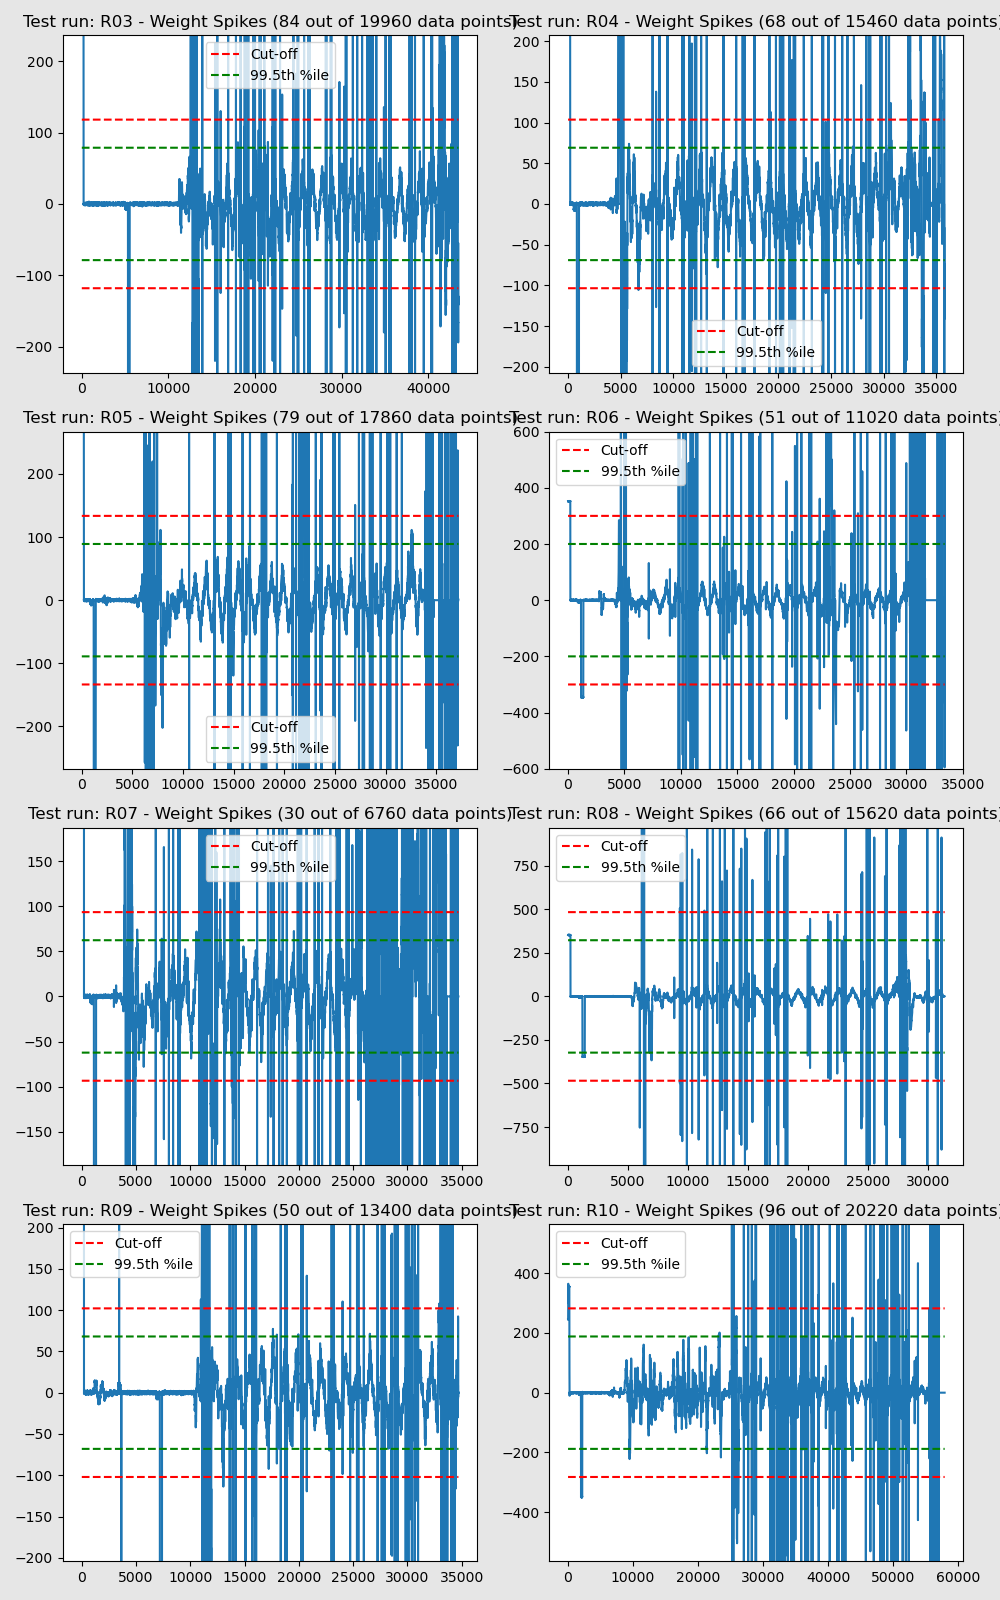 Test run: R03 - Weight Spikes (84 out of 19960 data points)
Cut-off
99.5th %ile
200
100
0
−100
−200
0 10000 20000 30000 40000
Test run: R04 - Weight Spikes (68 out of 15460 data points)
200
150
100
50
0
−50
−100
−150
−200
Cut-off
99.5th %ile
0 5000 10000 15000 20000 25000 30000 35000
Test run: R05 - Weight Spikes (79 out of 17860 data points)
200
100
0
−100
−200
Cut-off
99.5th %ile
0 5000 10000 15000 20000 25000 30000 35000
Test run: R06 - Weight Spikes (51 out of 11020 data points)
Cut-off
99.5th %ile
600
400
200
0
−200
−400
−600
0 5000 10000 15000 20000 25000 30000 35000
Test run: R07 - Weight Spikes (30 out of 6760 data points)
Cut-off
99.5th %ile
150
100
50
0
−50
−100
−150
0 5000 10000 15000 20000 25000 30000 35000
Test run: R08 - Weight Spikes (66 out of 15620 data points)
Cut-off
99.5th %ile
750
500
250
0
−250
−500
−750
0 5000 10000 15000 20000 25000 30000
Test run: R09 - Weight Spikes (50 out of 13400 data points)
Cut-off
99.5th %ile
200
150
100
50
0
−50
−100
−150
−200
0 5000 10000 15000 20000 25000 30000 35000
Test run: R10 - Weight Spikes (96 out of 20220 data points)
Cut-off
99.5th %ile
400
200
0
−200
−400
0 10000 20000 30000 40000 50000 60000